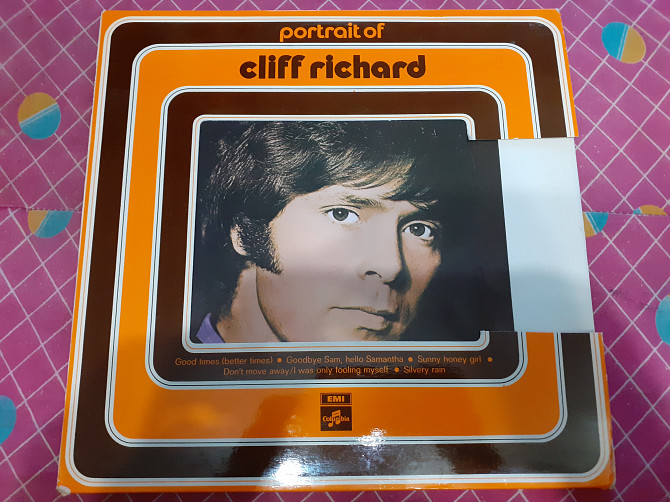 portrait of
cliff richard
Good times (better times) ● Goodbye Sam, hello Samantha ● Sunny honey girl ●
Don't move away/I was only fooling myself ● Silvery rain
EMI
Columbia